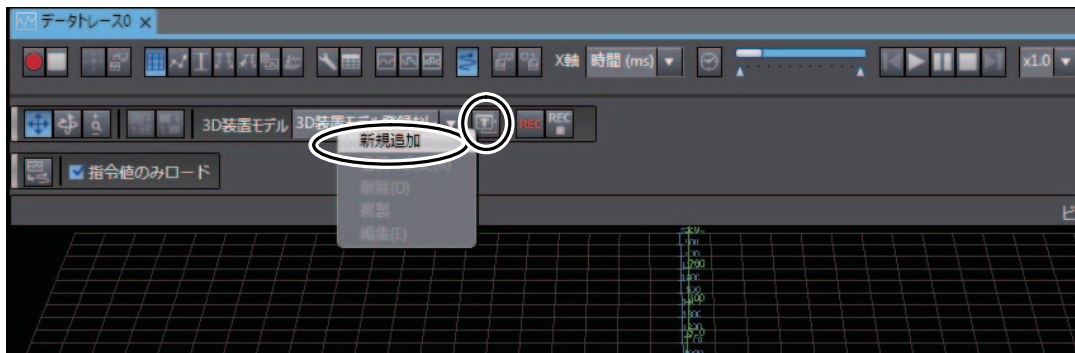 データトレース0 ×
X軸 時間 (ms) x1.0
3D装置モデル REC REC
新規追加
指令値のみロード
削除(D)
複製
編集(E)
ビ